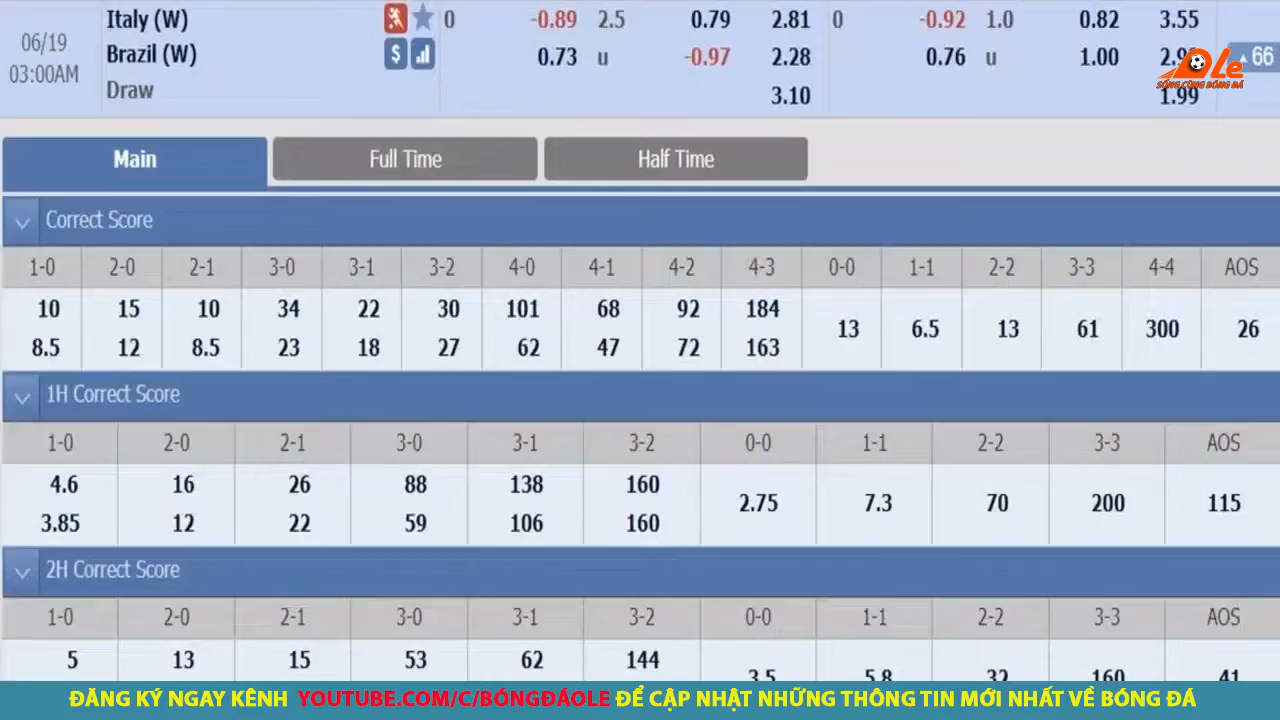 Italy (W) 0 -0.89 2.5 0.79 2.81 0 -0.92 1.0 0.82 3.55
06/19 Brazil (W) $ 0.73 u -0.97 2.28 0.76 u 1.00 66
03:00AM Draw 3.10 1.99
Ole
SỐNG CÙNG BÓNG ĐÁ
Main Full Time Half Time
Correct Score
1-0 2-0 2-1 3-0 3-1 3-2 4-0 4-1 4-2 4-3 0-0 1-1 2-2 3-3 4-4 AOS
10 15 10 34 22 30 101 68 92 184
13 6.5 13 61 300 26
8.5 12 8.5 23 18 27 62 47 72 163
1H Correct Score
1-0 2-0 2-1 3-0 3-1 3-2 0-0 1-1 2-2 3-3 AOS
4.6 16 26 88 138 160
2.75 7.3 70 200 115
3.85 12 22 59 106 160
2H Correct Score
1-0 2-0 2-1 3-0 3-1 3-2 0-0 1-1 2-2 3-3 AOS
5 13 15 53 62 144
3.5 5.8 32 160 41
ĐĂNG KÝ NGAY KÊNH YOUTUBE.COM/C/BÓNGĐÁOLE ĐỂ CẬP NHẬT NHỮNG THÔNG TIN MỚI NHẤT VỀ BÓNG ĐÁ